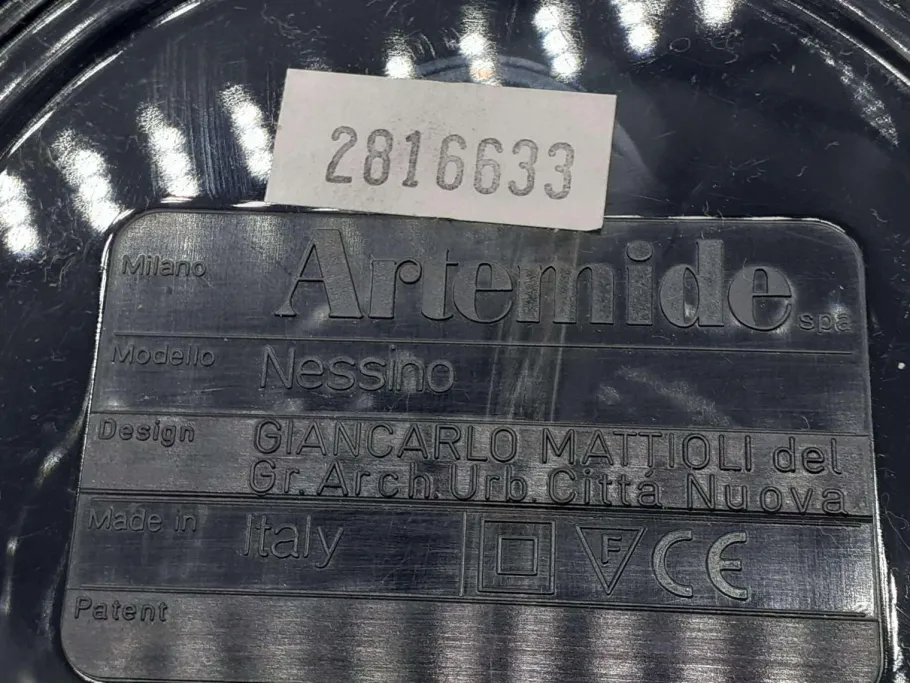 2816633
Milano Artemide spa
Modello Nessino
Design GIANCARLO MATTIOLI del
Gr. Arch. Urb. Cittá Nuova
Made in Italy F CE
Patent